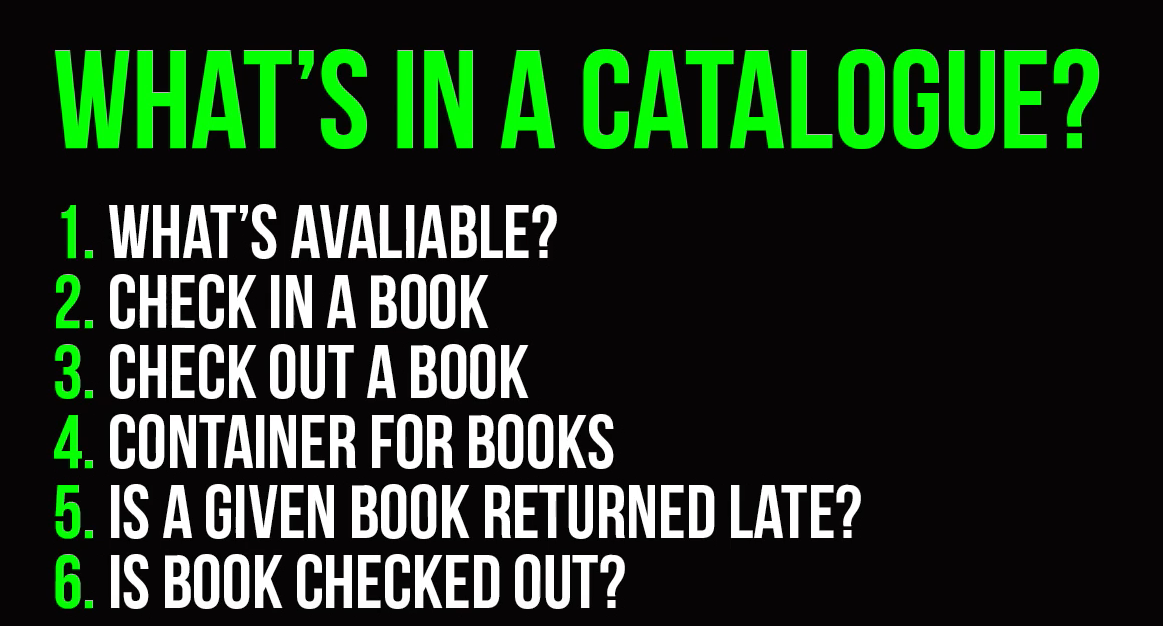 WHAT'S IN A CATALOGUE?
1. WHAT'S AVALIABLE?
2. CHECK IN A BOOK
3. CHECK OUT A BOOK
4. CONTAINER FOR BOOKS
5. IS A GIVEN BOOK RETURNED LATE?
6. IS BOOK CHECKED OUT?